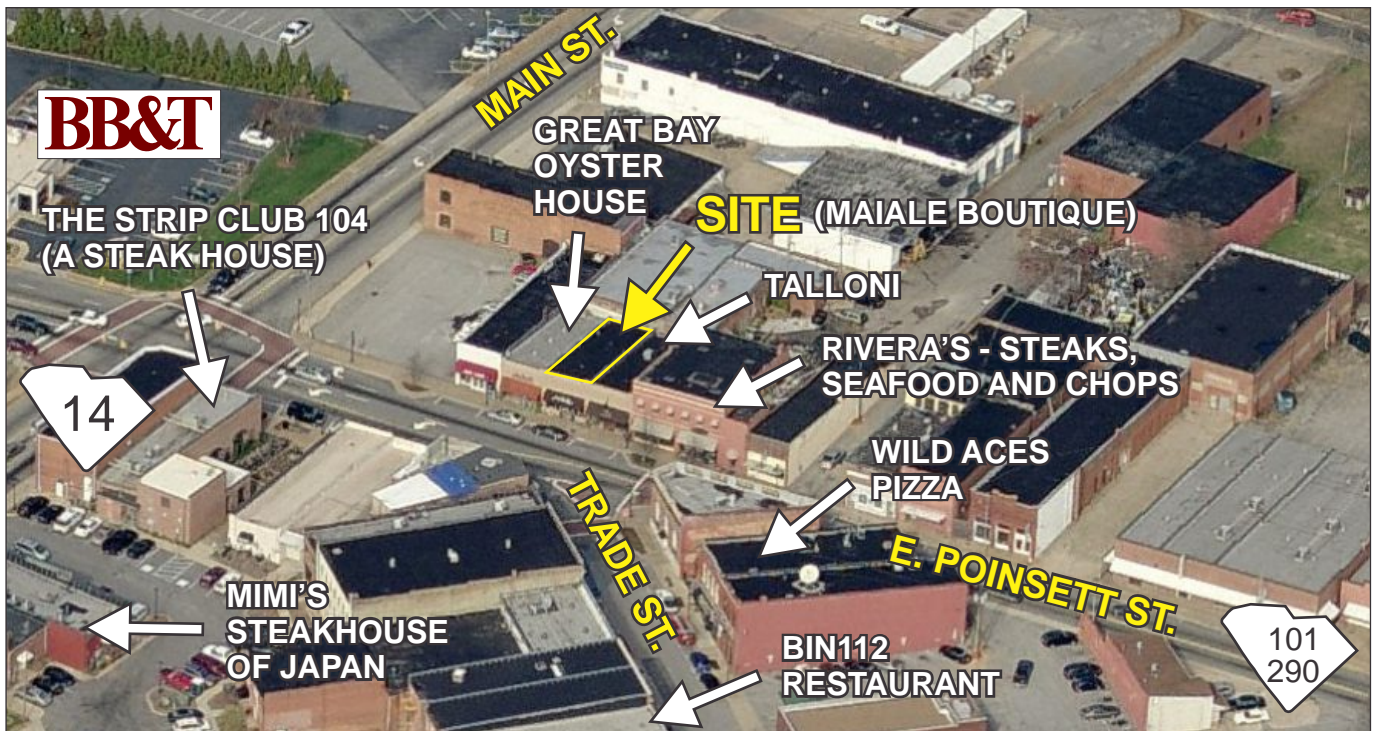 MAIN ST.
BB&T
GREAT BAY
OYSTER
HOUSE
SITE (MAIALE BOUTIQUE)
THE STRIP CLUB 104
(A STEAK HOUSE)
TALLONI
RIVERA'S - STEAKS,
SEAFOOD AND CHOPS
14
WILD ACES
PIZZA
TRADE ST.
E. POINSETT ST.
MIMI'S
STEAKHOUSE
OF JAPAN
BIN112
RESTAURANT
101
290